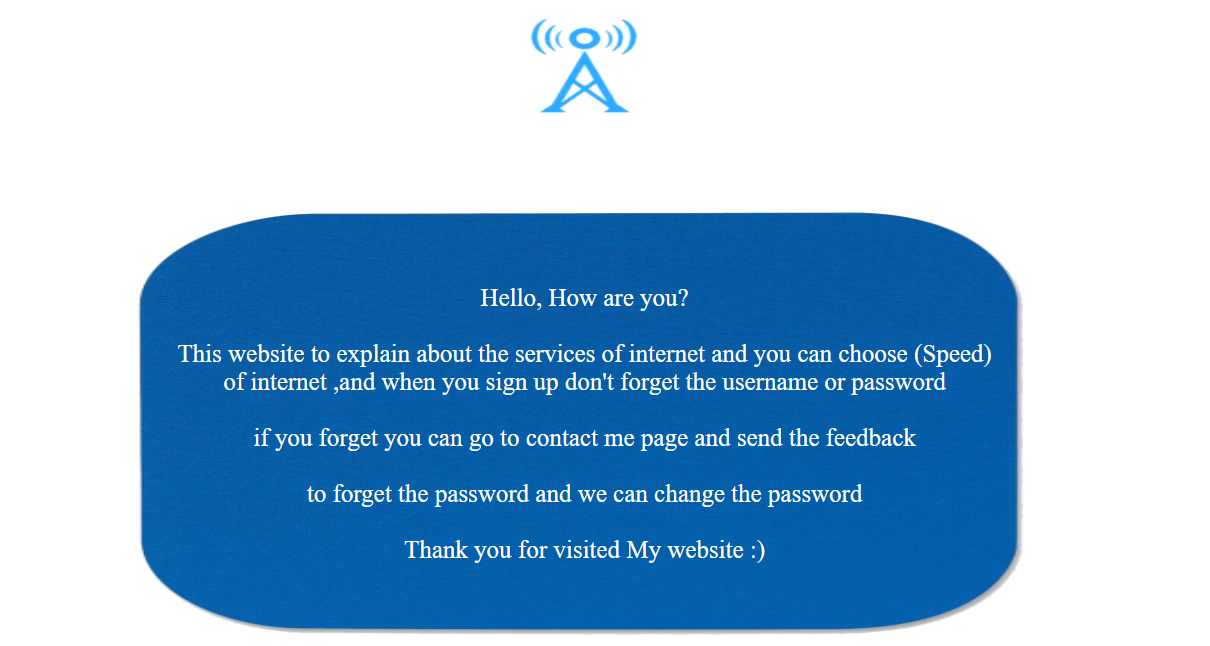 Hello, How are you?
This website to explain about the services of internet and you can choose (Speed)
of internet ,and when you sign up don't forget the username or password
if you forget you can go to contact me page and send the feedback
to forget the password and we can change the password
Thank you for visited My website :)